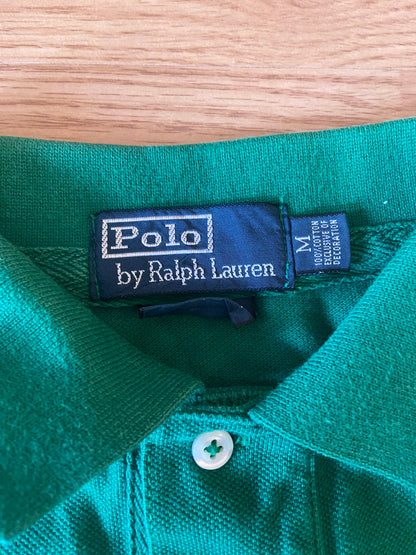 Polo
by Ralph Lauren
M
100% COTTON
EXCLUSIVE OF
DECORATION